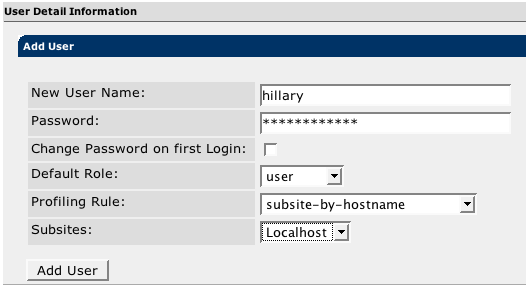 User Detail Information
Add User
New User Name: hillary
Password: ************
Change Password on first Login:
Default Role: user
Profiling Rule: subsite-by-hostname
Subsites: Localhost
Add User